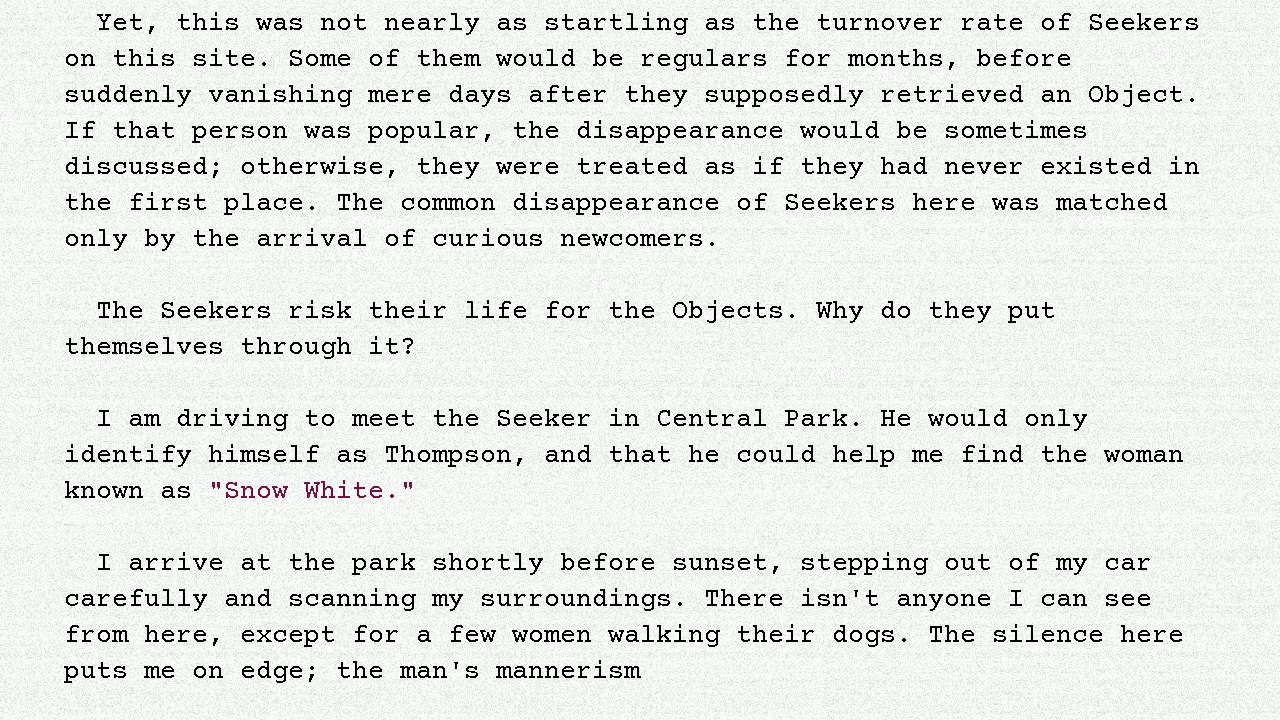 Yet, this was not nearly as startling as the turnover rate of Seekers
on this site. Some of them would be regulars for months, before
suddenly vanishing mere days after they supposedly retrieved an Object.
If that person was popular, the disappearance would be sometimes
discussed; otherwise, they were treated as if they had never existed in
the first place. The common disappearance of Seekers here was matched
only by the arrival of curious newcomers.
The Seekers risk their life for the Objects. Why do they put
themselves through it?
I am driving to meet the Seeker in Central Park. He would only
identify himself as Thompson, and that he could help me find the woman
known as "Snow White."
I arrive at the park shortly before sunset, stepping out of my car
carefully and scanning my surroundings. There isn't anyone I can see
from here, except for a few women walking their dogs. The silence here
puts me on edge; the man's mannerism